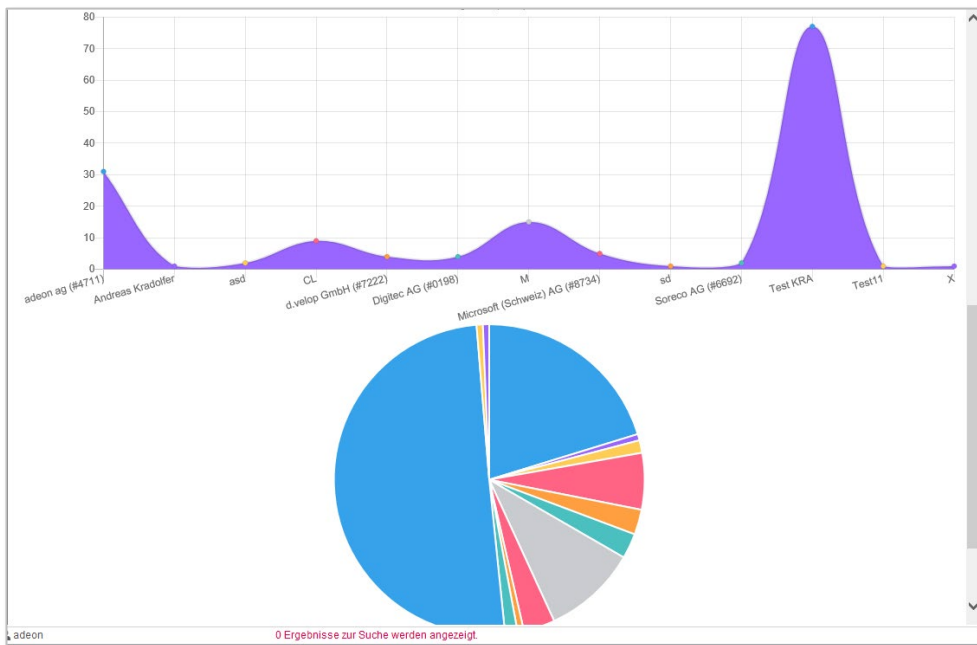 80
70
60
50
40
30
20
10
0
adeon ag (#4711)
Andreas Kradolfer
asd
CL
d.velop GmbH (#7222)
Digitec AG (#0198)
M
Microsoft (Schweiz) AG (#8734)
sd
Soreco AG (#6692)
Test KRA
Test11
X
adeon
0 Ergebnisse zur Suche werden angezeigt.